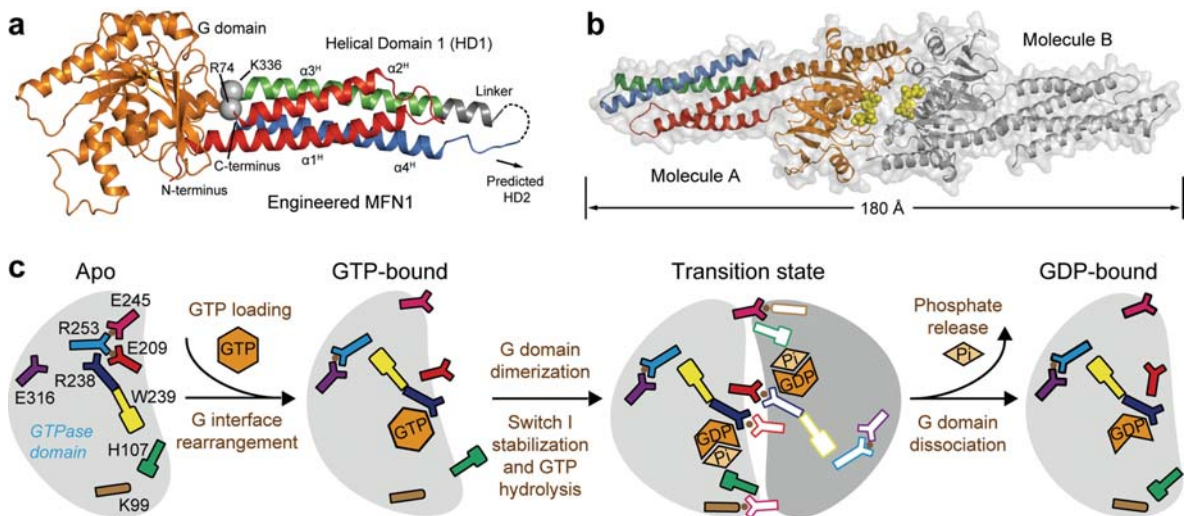 a
G domain
R74
K336
Helical Domain 1 (HD1)
α3ᴴ
α2ᴴ
Linker
α1ᴴ
α4ᴴ
C-terminus
N-terminus
Predicted
HD2
Engineered MFN1
b
Molecule B
Molecule A
180 Å
c
Apo
GTP-bound
Transition state
GDP-bound
E245
R253
E209
R238
W239
E316
GTPase
domain
H107
K99
GTP loading
GTP
G interface
rearrangement
GTP
G domain
dimerization
Switch I
stabilization
and GTP
hydrolysis
Pi
GDP
GDP
Pi
Phosphate
release
Pi
G domain
dissociation
GDP